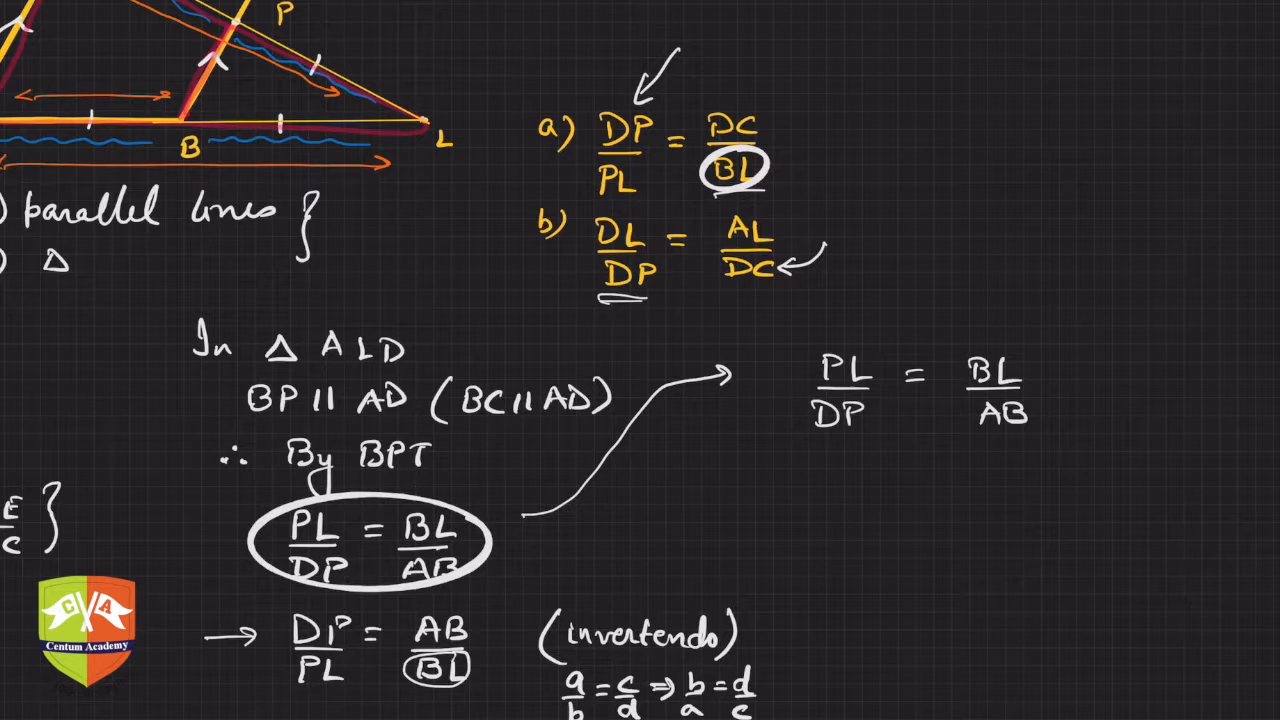 P
B
L
) parallel lines }
) Δ
a) DP/PL = DC/BL
b) DL/DP = AL/DC
In Δ ALD
BP || AD (BC || AD)
∴ By BPT
PL/DP = BL/AB
PL/DP = BL/AB
E/C }
→ DP/PL = AB/BL (invertendo)
a/b = c/d ⇒ b/a = d/c
C A
Centum Academy